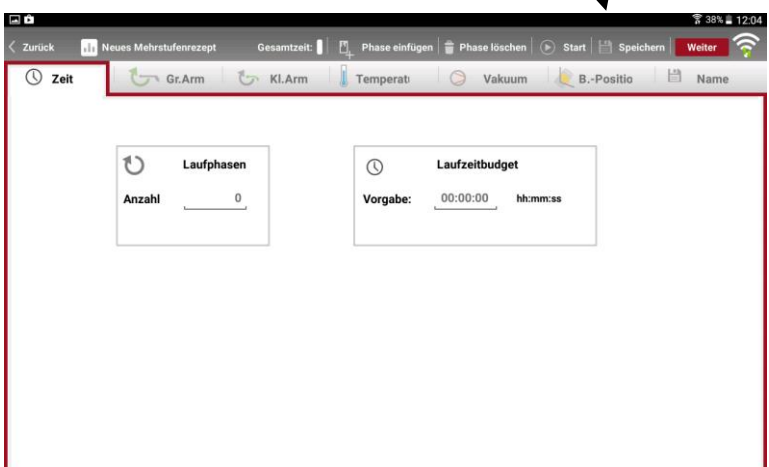 38% 12:04
Zurück Neues Mehrstufenrezept Gesamtzeit: Phase einfügen Phase löschen Start Speichern Weiter
Zeit Gr.Arm Kl.Arm Temperatı Vakuum B.-Positio Name
Laufphasen
Anzahl 0
Laufzeitbudget
Vorgabe: 00:00:00 hh:mm:ss